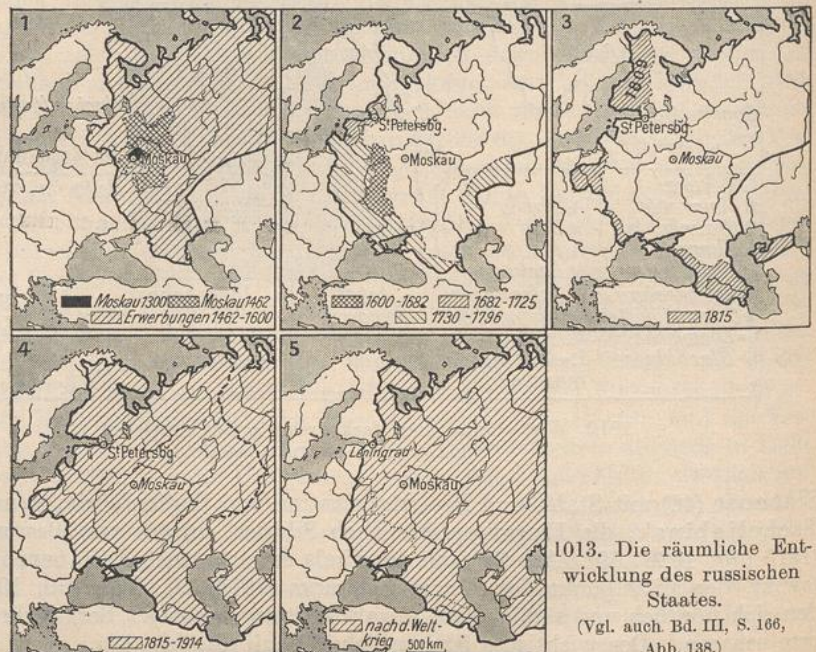 1
Moskau
Moskau 1300 Moskau 1462
Erwerbungen 1462-1600
2
St Petersbg.
Moskau
1600-1682 1682-1725
1730-1796
3
1809
St Petersbg.
Moskau
1815
4
St Petersbg.
Moskau
1815-1914
5
Leningrad
Moskau
nach d. Welt-
krieg 500km
1013. Die räumliche Ent-
wicklung des russischen
Staates.
(Vgl. auch Bd. III, S. 166,
Abb. 138.)